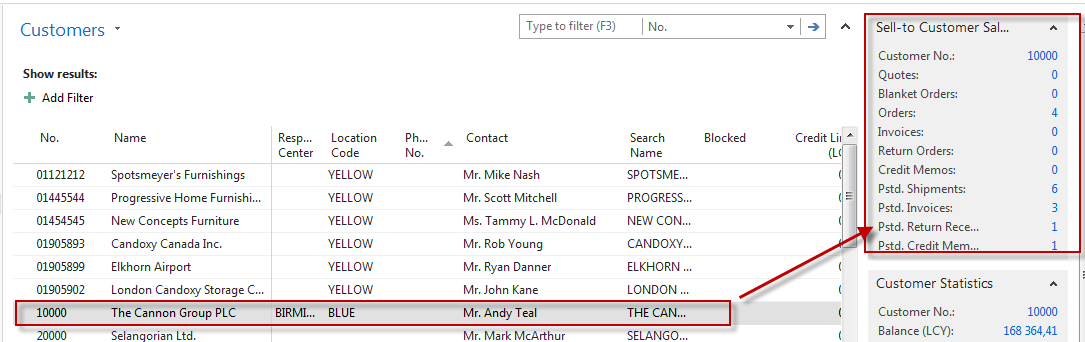 Customers
Type to filter (F3) No.
Show results:
Add Filter
No. Name Resp... Center Location Code Ph... No. Contact Search Name Blocked Credit Li (LC
01121212 Spotsmeyer's Furnishings YELLOW Mr. Mike Nash SPOTSME...
01445544 Progressive Home Furnishi... YELLOW Mr. Scott Mitchell PROGRESS...
01454545 New Concepts Furniture YELLOW Ms. Tammy L. McDonald NEW CON...
01905893 Candoxy Canada Inc. YELLOW Mr. Rob Young CANDOXY...
01905899 Elkhorn Airport YELLOW Mr. Ryan Danner ELKHORN ...
01905902 London Candoxy Storage C... YELLOW Mr. John Kane LONDON ...
10000 The Cannon Group PLC BIRMI... BLUE Mr. Andy Teal THE CAN...
20000 Selangorian Ltd. Mr. Mark McArthur SELANGO...
Sell-to Customer Sal...
Customer No.: 10000
Quotes: 0
Blanket Orders: 0
Orders: 4
Invoices: 0
Return Orders: 0
Credit Memos: 0
Pstd. Shipments: 6
Pstd. Invoices: 3
Pstd. Return Rece... 1
Pstd. Credit Mem... 1
Customer Statistics
Customer No.: 10000
Balance (LCY): 168 364,41